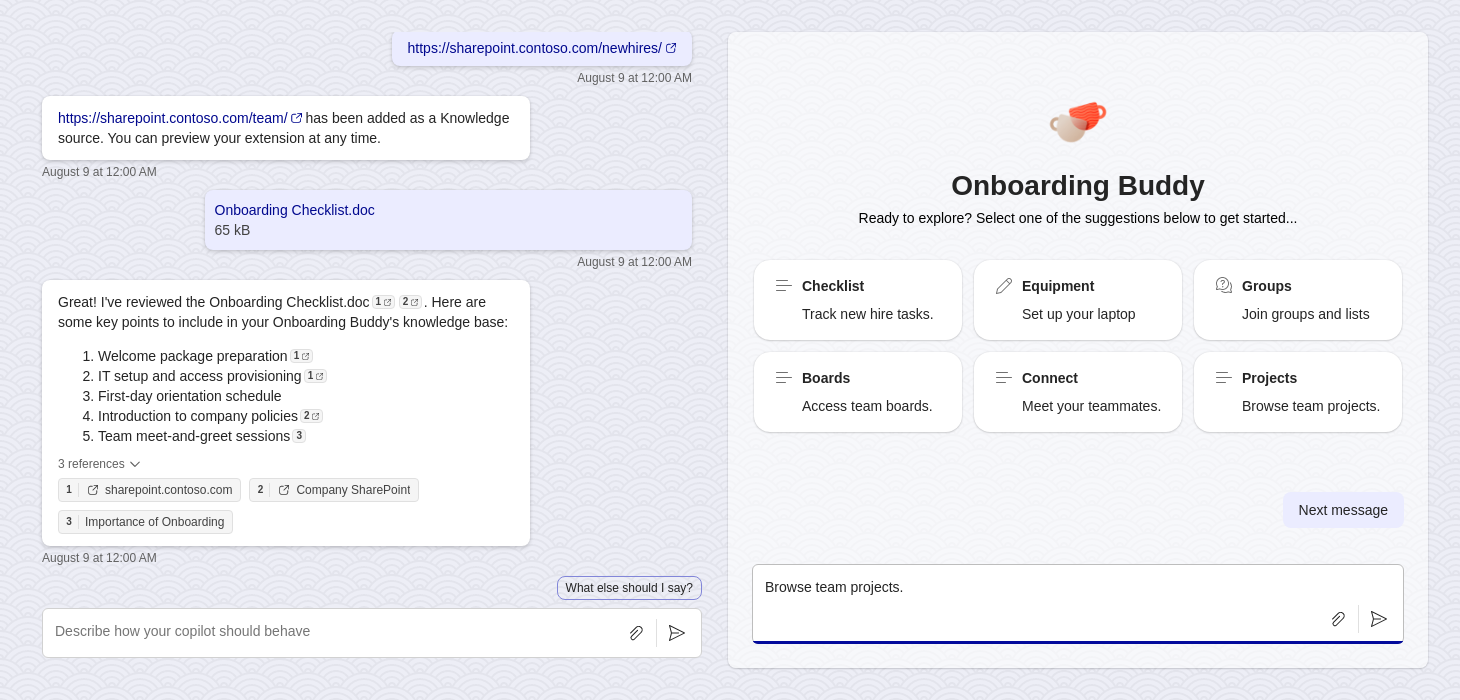 https://sharepoint.contoso.com/newhires/
August 9 at 12:00 AM
https://sharepoint.contoso.com/team/ has been added as a Knowledge
source. You can preview your extension at any time.
August 9 at 12:00 AM
Onboarding Checklist.doc
65 kB
August 9 at 12:00 AM
Great! I've reviewed the Onboarding Checklist.doc 1 2 . Here are
some key points to include in your Onboarding Buddy's knowledge base:
1. Welcome package preparation 1
2. IT setup and access provisioning 1
3. First-day orientation schedule
4. Introduction to company policies 2
5. Team meet-and-greet sessions 3
3 references
1 sharepoint.contoso.com 2 Company SharePoint
3 Importance of Onboarding
August 9 at 12:00 AM
What else should I say?
Describe how your copilot should behave
Onboarding Buddy
Ready to explore? Select one of the suggestions below to get started...
Checklist
Track new hire tasks.
Equipment
Set up your laptop
Groups
Join groups and lists
Boards
Access team boards.
Connect
Meet your teammates.
Projects
Browse team projects.
Next message
Browse team projects.